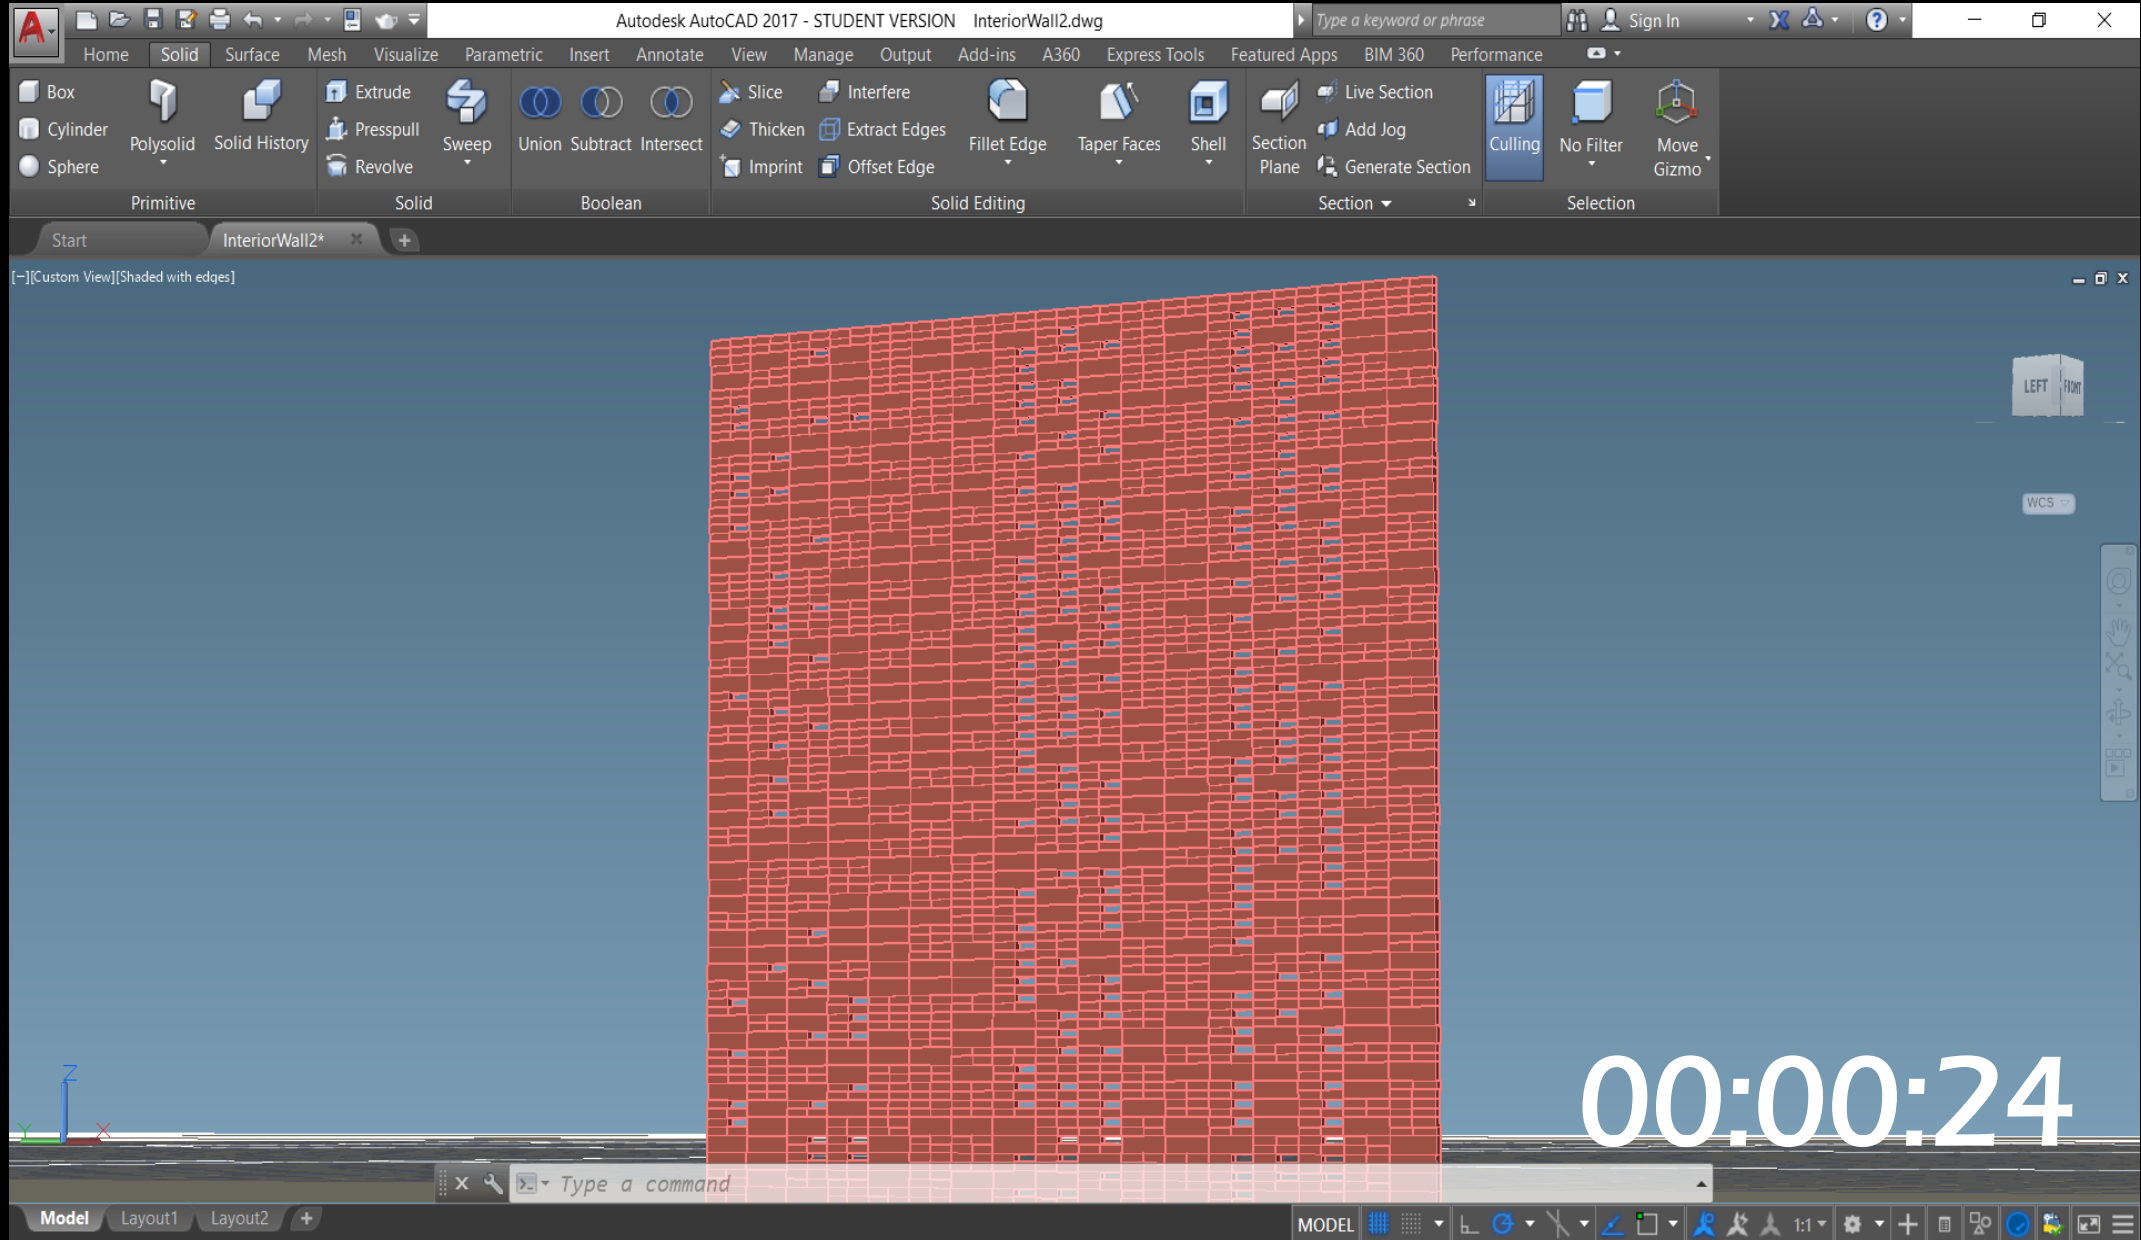 A
Autodesk AutoCAD 2017 - STUDENT VERSION InteriorWall2.dwg
Type a keyword or phrase
Sign In
Home Solid Surface Mesh Visualize Parametric Insert Annotate View Manage Output Add-ins A360 Express Tools Featured Apps BIM 360 Performance
Box
Cylinder
Sphere
Polysolid
Solid History
Primitive
Extrude
Presspull
Revolve
Sweep
Solid
Union Subtract Intersect
Boolean
Slice
Thicken
Imprint
Interfere
Extract Edges
Offset Edge
Fillet Edge
Taper Faces
Shell
Solid Editing
Section
Plane
Live Section
Add Jog
Generate Section
Section
Culling
No Filter
Move
Gizmo
Selection
Start
InteriorWall2*
[−][Custom View][Shaded with edges]
LEFT
FRONT
WCS
Z
Y
X
00:00:24
Type a command
Model Layout1 Layout2
MODEL
1:1